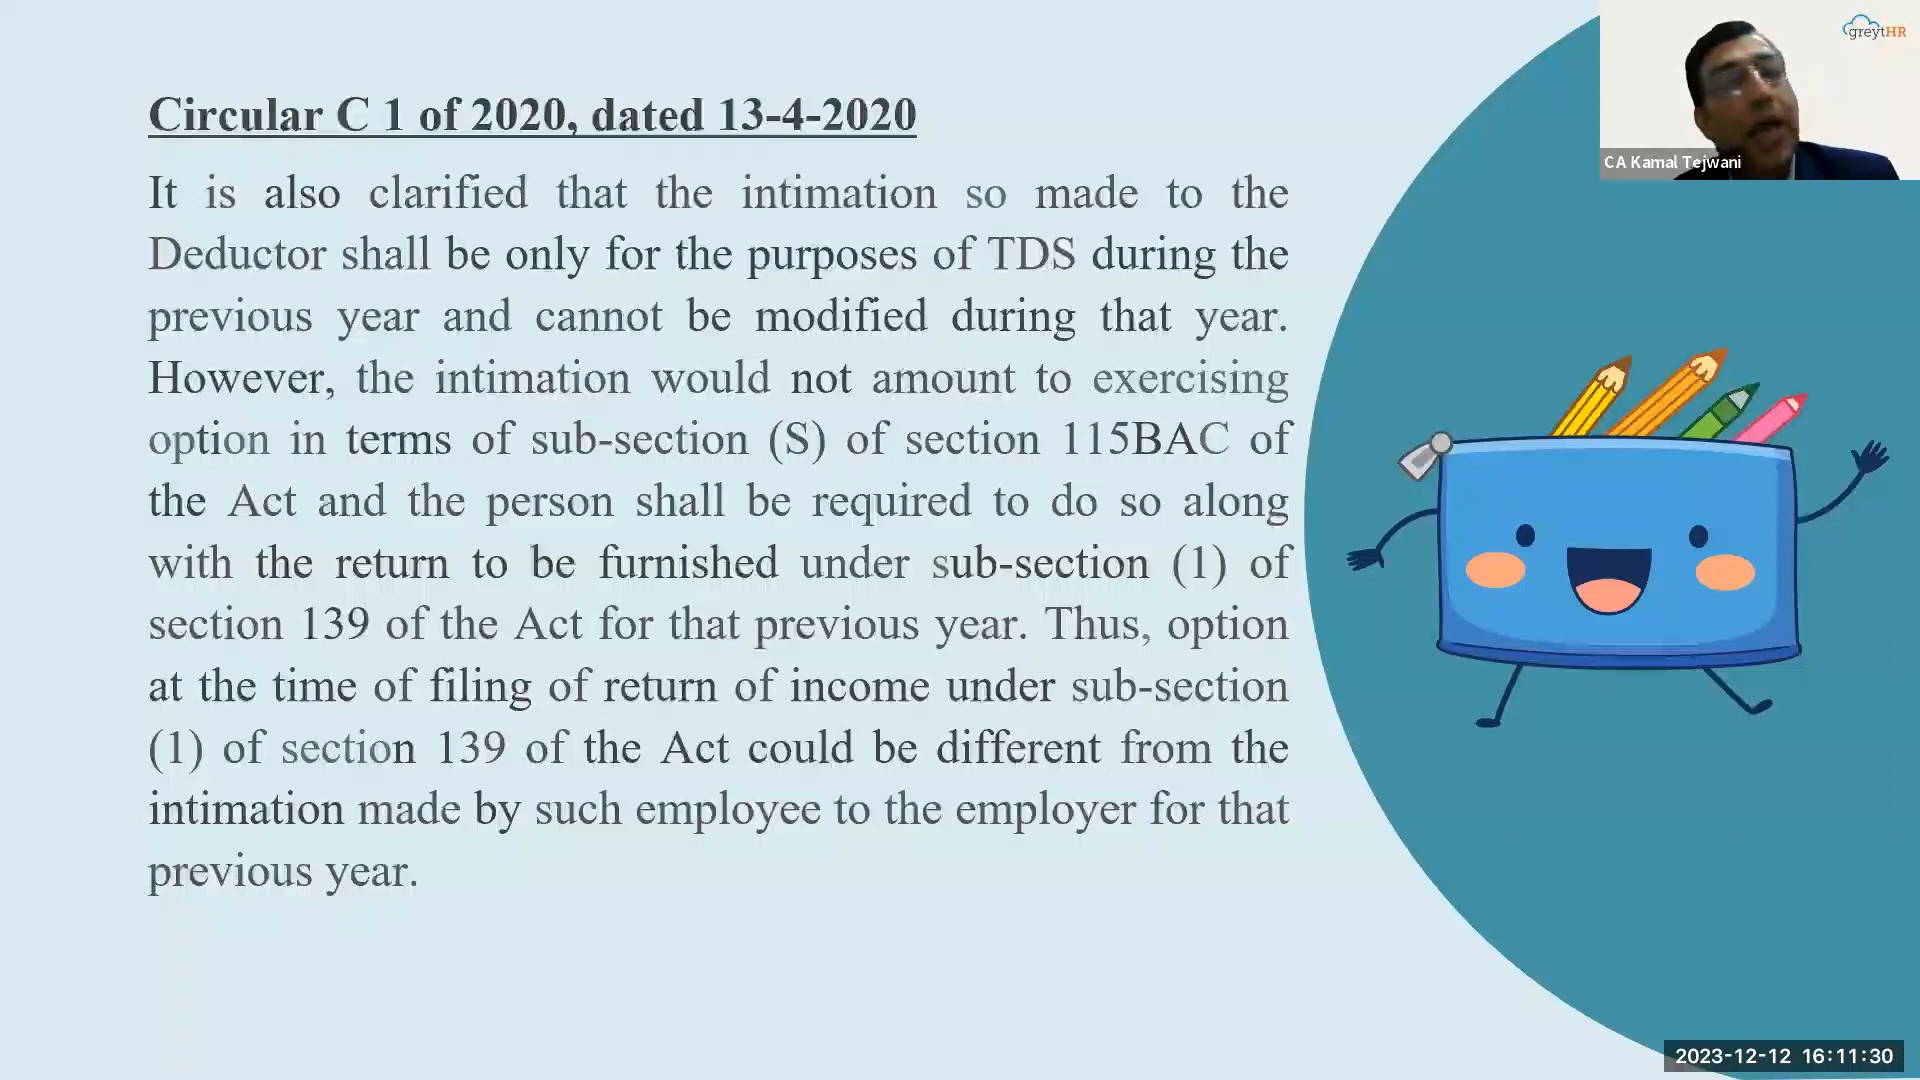 Circular C 1 of 2020, dated 13-4-2020
It is also clarified that the intimation so made to the
Deductor shall be only for the purposes of TDS during the
previous year and cannot be modified during that year.
However, the intimation would not amount to exercising
option in terms of sub-section (S) of section 115BAC of
the Act and the person shall be required to do so along
with the return to be furnished under sub-section (1) of
section 139 of the Act for that previous year. Thus, option
at the time of filing of return of income under sub-section
(1) of section 139 of the Act could be different from the
intimation made by such employee to the employer for that
previous year.
greytHR
CA Kamal Tejwani
2023-12-12 16:11:30